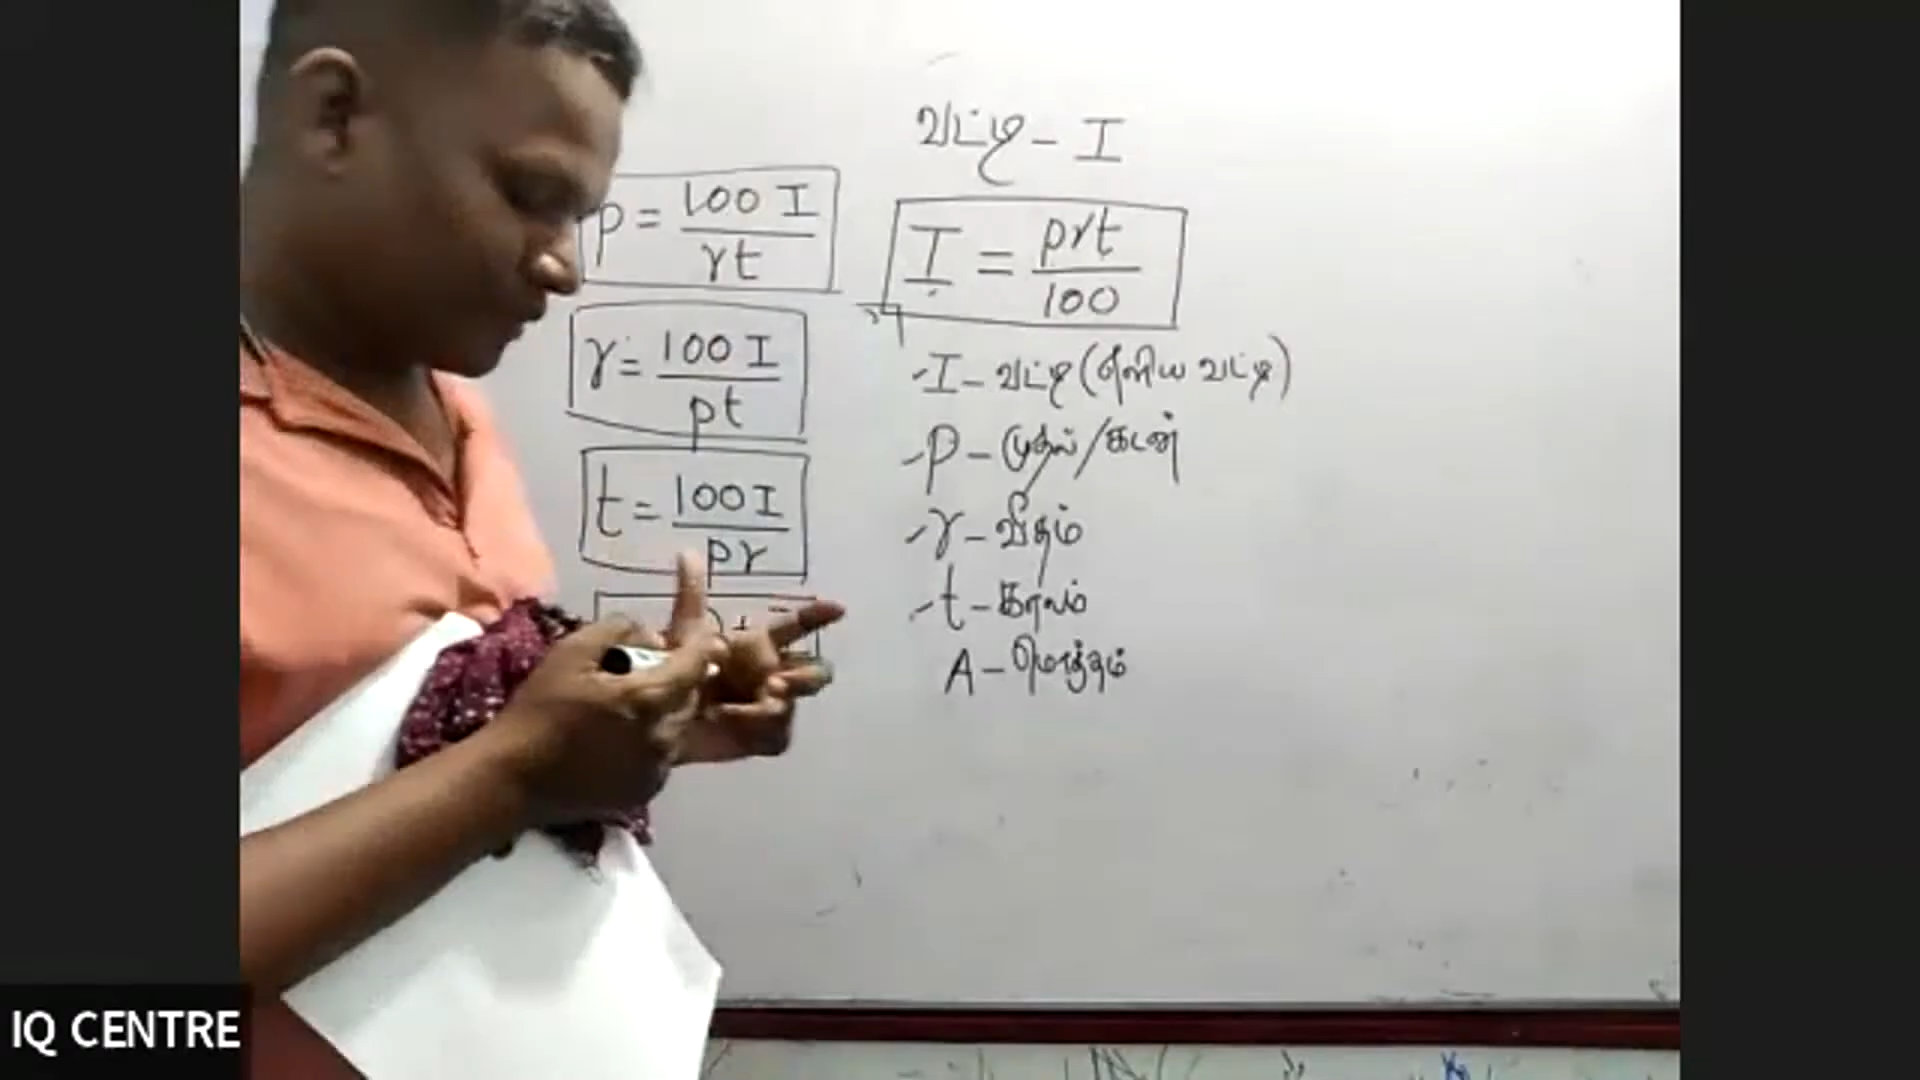 வட்டி - I
I = prt / 100
I - வட்டி (எளிய வட்டி)
P - முதல் / கடன்
r - வீதம்
t - காலம்
A - மொத்தம்
P = 100 I / rt
r = 100 I / pt
t = 100 I / pr
IQ CENTRE